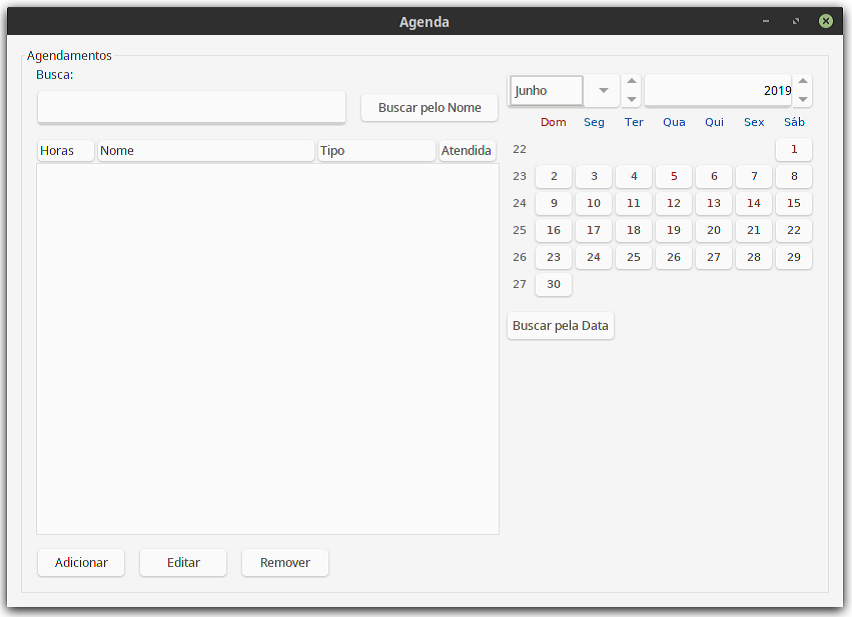 Agenda
Agendamentos
Busca:
Buscar pelo Nome
Horas Nome Tipo Atendida
Junho 2019
Dom Seg Ter Qua Qui Sex Sáb
22 1
23 2 3 4 5 6 7 8
24 9 10 11 12 13 14 15
25 16 17 18 19 20 21 22
26 23 24 25 26 27 28 29
27 30
Buscar pela Data
Adicionar Editar Remover